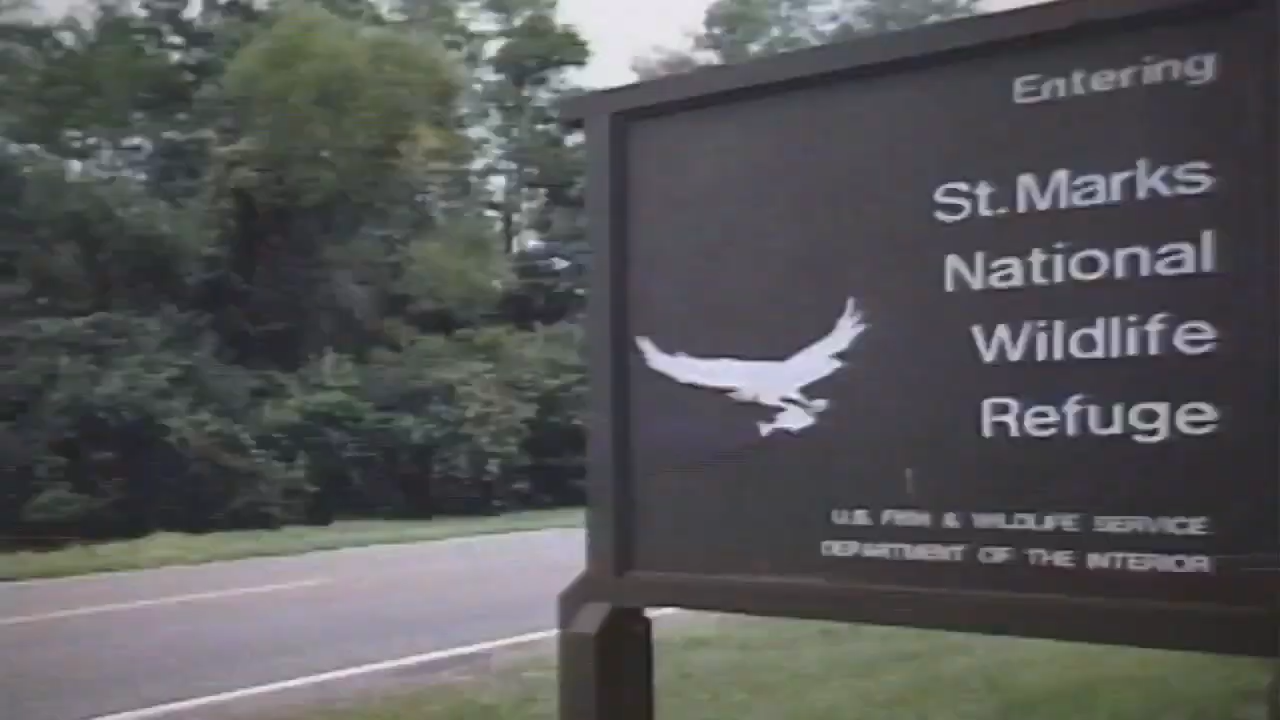 Entering
St. Marks
National
Wildlife
Refuge
U.S. FISH & WILDLIFE SERVICE
DEPARTMENT OF THE INTERIOR